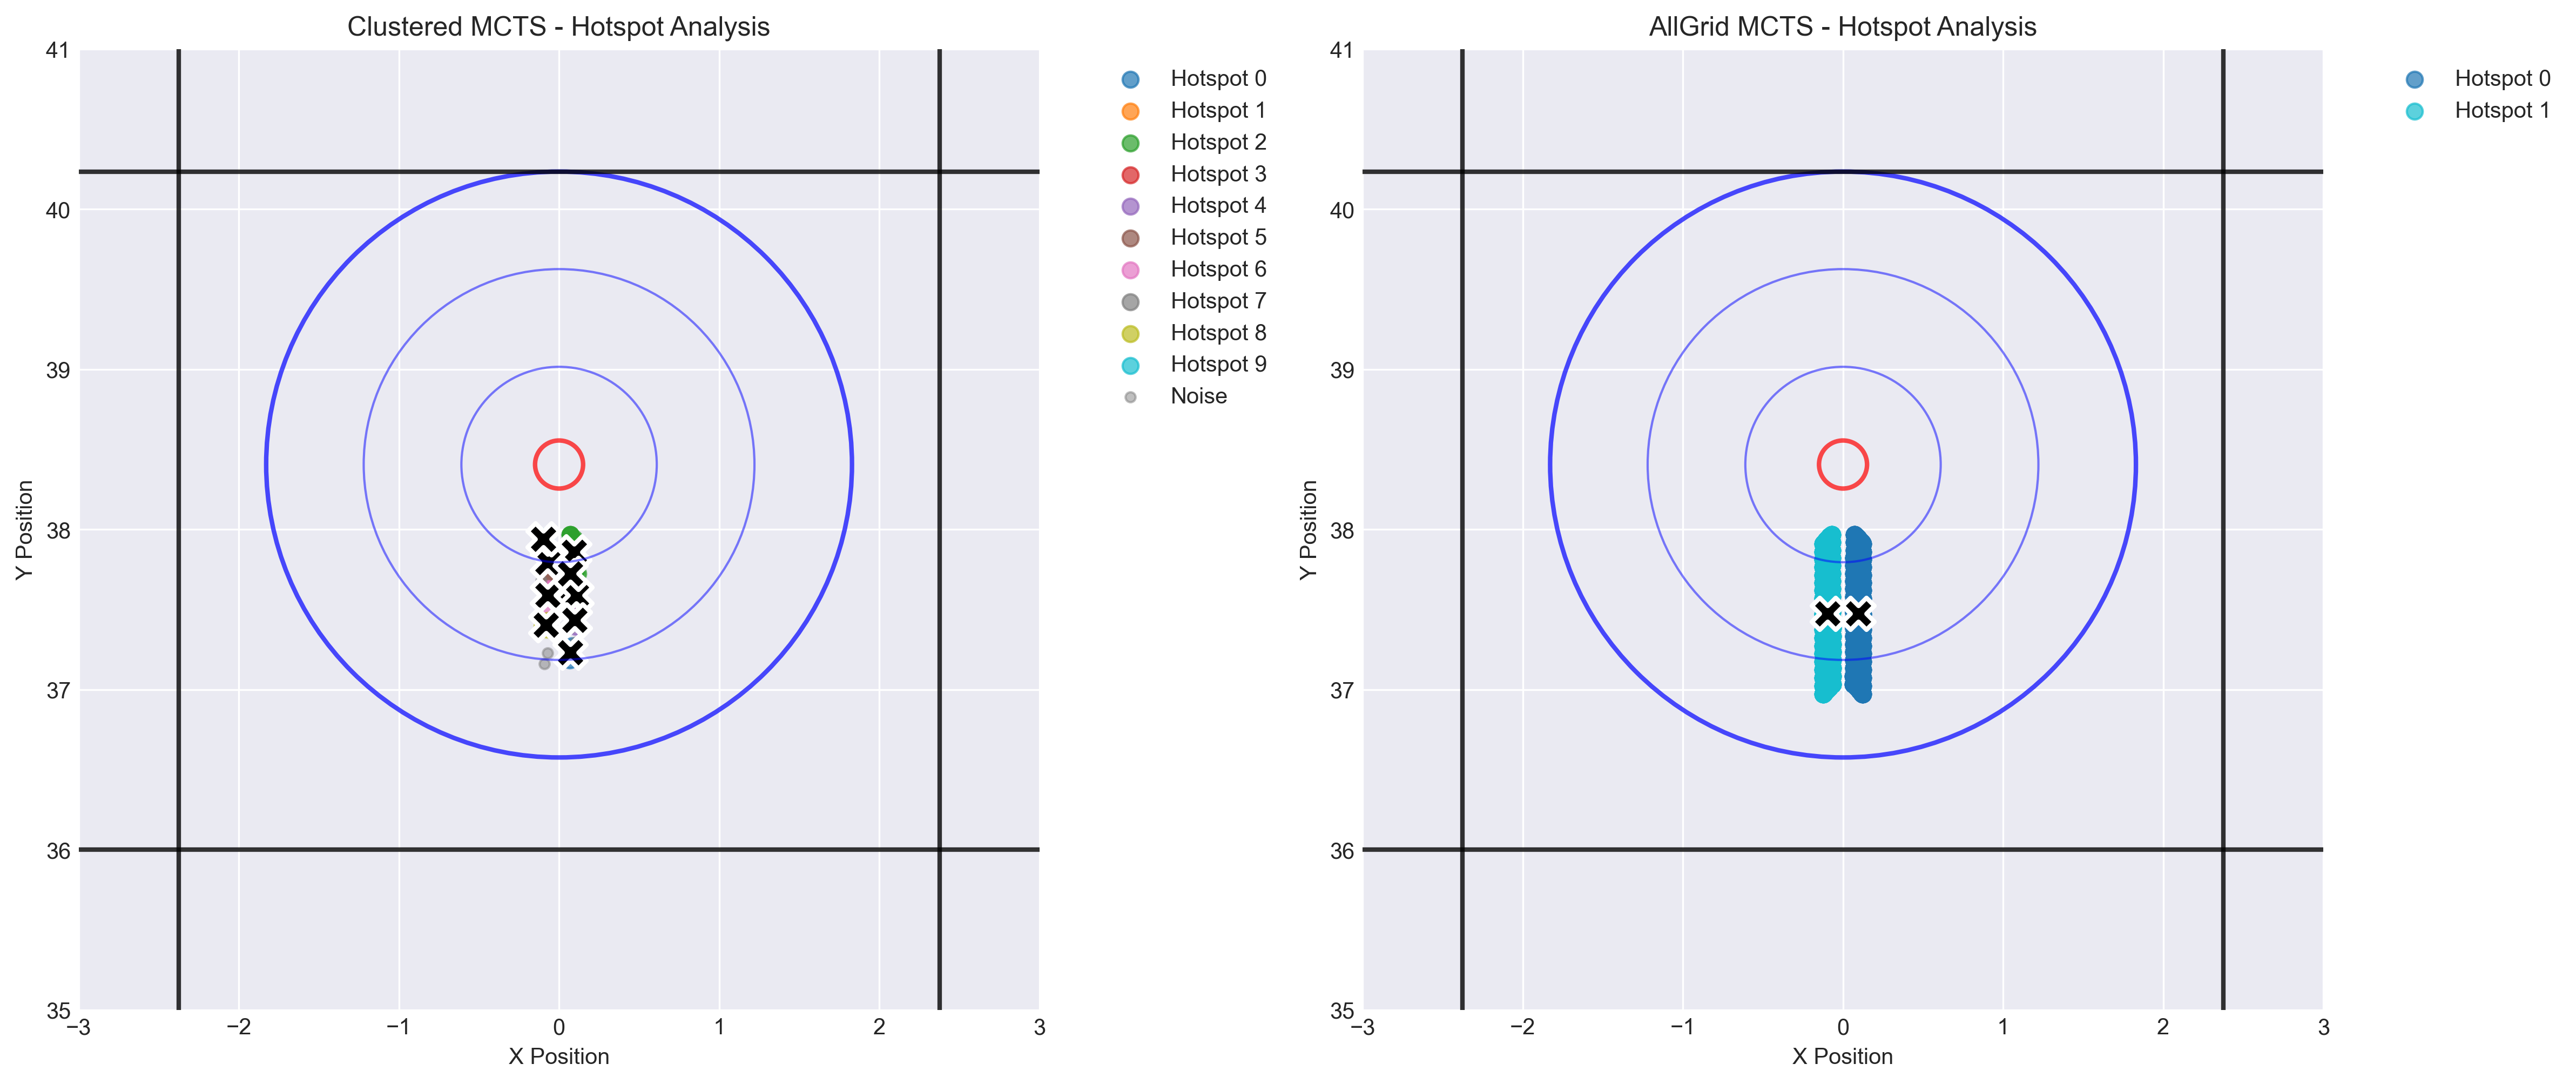 Clustered MCTS - Hotspot Analysis
41
40
39
38
37
36
35
Y Position
−3
−2
−1
0
1
2
3
X Position
Hotspot 0
Hotspot 1
Hotspot 2
Hotspot 3
Hotspot 4
Hotspot 5
Hotspot 6
Hotspot 7
Hotspot 8
Hotspot 9
Noise
AllGrid MCTS - Hotspot Analysis
41
40
39
38
37
36
35
Y Position
−3
−2
−1
0
1
2
3
X Position
Hotspot 0
Hotspot 1